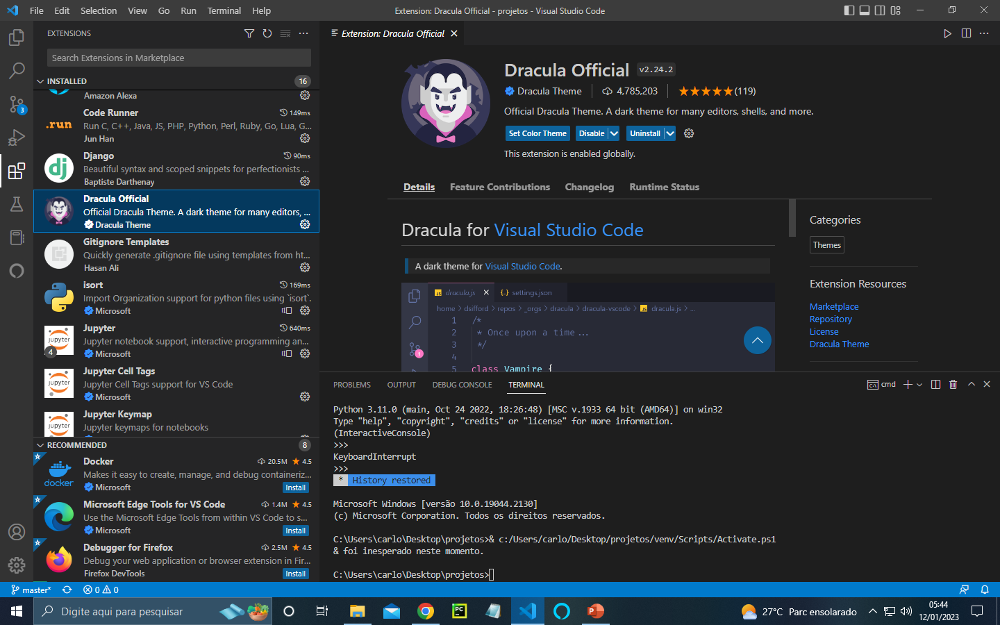 File Edit Selection View Go Run Terminal Help
Extension: Dracula Official - projetos - Visual Studio Code
EXTENSIONS
Search Extensions in Marketplace
INSTALLED 16
Amazon Alexa
Code Runner 149ms
.run
Run C, C++, Java, JS, PHP, Python, Perl, Ruby, Go, Lua, G...
Jun Han
Django 90ms
dj
Beautiful syntax and scoped snippets for perfectionists ...
Baptiste Darthenay
Dracula Official
Official Dracula Theme. A dark theme for many editors, ...
Dracula Theme
Gitignore Templates
Quickly generate .gitignore file using templates from ht...
Hasan Ali
isort 169ms
Import Organization support for python files using `isort`.
Microsoft
Jupyter 640ms
jupyter
Jupyter notebook support, interactive programming an...
4
Microsoft
Jupyter Cell Tags
jupyter
Jupyter Cell Tags support for VS Code
Microsoft
Jupyter Keymap
jupyter
Jupyter keymaps for notebooks
RECOMMENDED 8
Docker 20.5M 4.5
docker
Makes it easy to create, manage, and debug containeriz...
Microsoft Install
Microsoft Edge Tools for VS Code 1.4M 4.5
Use the Microsoft Edge Tools from within VS Code to s...
Microsoft Install
Debugger for Firefox 2.5M 4.5
Debug your web application or browser extension in Fir...
Firefox DevTools Install
3
Extension: Dracula Official
Dracula Official v2.24.2
Dracula Theme 4,785,203 (119)
Official Dracula Theme. A dark theme for many editors, shells, and more.
Set Color Theme Disable Uninstall
This extension is enabled globally.
Details Feature Contributions Changelog Runtime Status
Dracula for Visual Studio Code
A dark theme for Visual Studio Code.
dracula.js settings.json
home > dsifford > repos > _orgs > dracula > dracula-vscode > dracula.js > ...
1 /*
2 * Once upon a time...
3 */
4
5 class Vampire {
1
Categories
Themes
Extension Resources
Marketplace
Repository
License
Dracula Theme
PROBLEMS OUTPUT DEBUG CONSOLE TERMINAL cmd
Python 3.11.0 (main, Oct 24 2022, 18:26:48) [MSC v.1933 64 bit (AMD64)] on win32
Type "help", "copyright", "credits" or "license" for more information.
(InteractiveConsole)
>>>
KeyboardInterrupt
>>>
* History restored
Microsoft Windows [versão 10.0.19044.2130]
(c) Microsoft Corporation. Todos os direitos reservados.
C:\Users\carlo\Desktop\projetos>& c:/Users/carlo/Desktop/projetos/venv/Scripts/Activate.ps1
& foi inesperado neste momento.
C:\Users\carlo\Desktop\projetos>
master* 0 0
Digite aqui para pesquisar
PC
P
27°C Parc ensolarado
05:44
12/01/2023